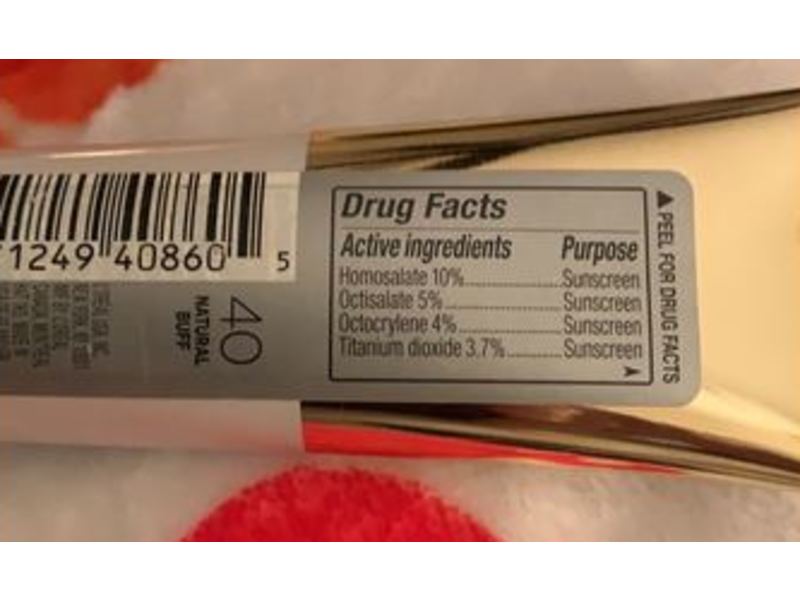 Drug Facts
Active ingredients Purpose
Homosalate 10%..................Sunscreen
Octisalate 5%......................Sunscreen
Octocrylene 4%...................Sunscreen
Titanium dioxide 3.7%..........Sunscreen
▲ PEEL FOR DRUG FACTS
1249 40860 5
40
NATURAL
BUFF